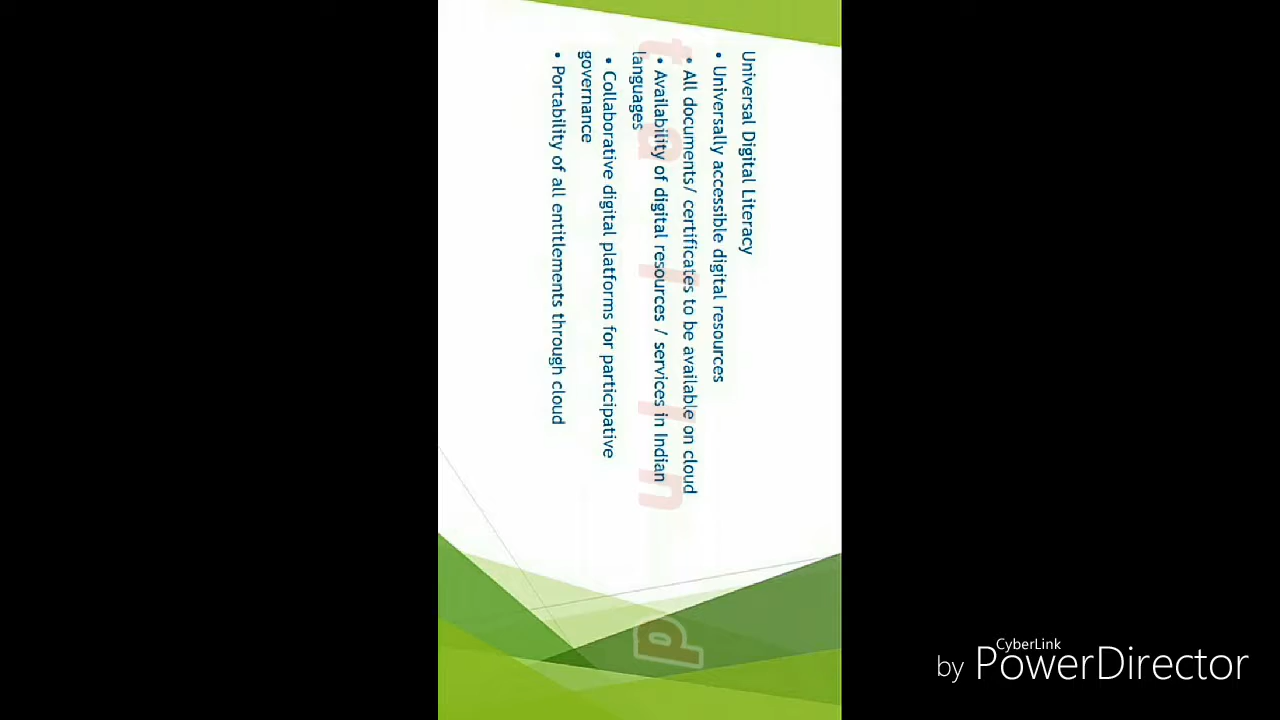 Universal Digital Literacy
• Universally accessible digital resources
• All documents/ certificates to be available on cloud
• Availability of digital resources / services in Indian
languages
• Collaborative digital platforms for participative
governance
• Portability of all entitlements through cloud
CyberLink
by PowerDirector